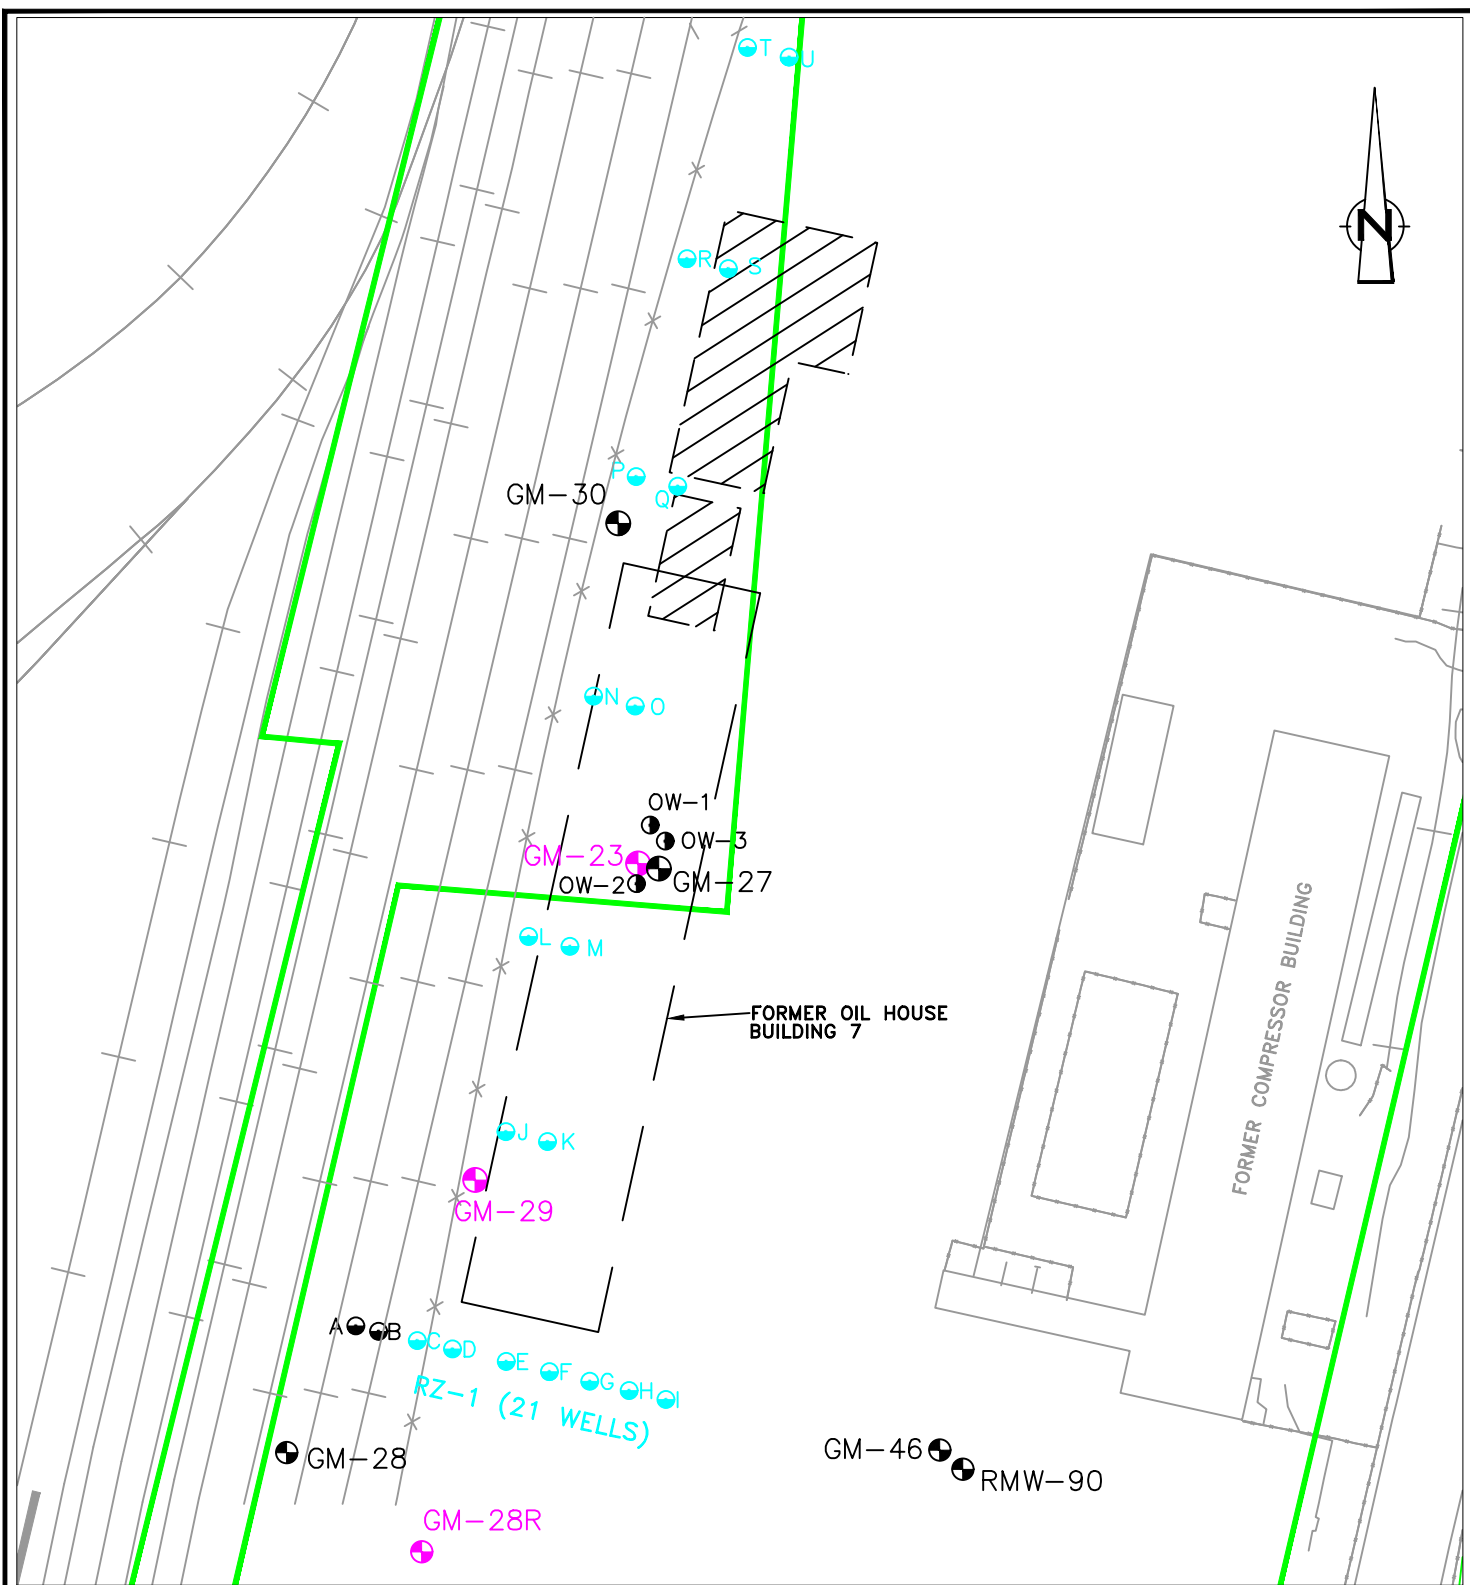 T
U
N
R
S
P
Q
GM-30
N
O
OW-1
OW-3
GM-23
GM-27
OW-2
L
M
FORMER OIL HOUSE
BUILDING 7
FORMER COMPRESSOR BUILDING
J
K
GM-29
A
B
C
D
E
F
G
H
I
RZ-1 (21 WELLS)
GM-28
GM-46
RMW-90
GM-28R